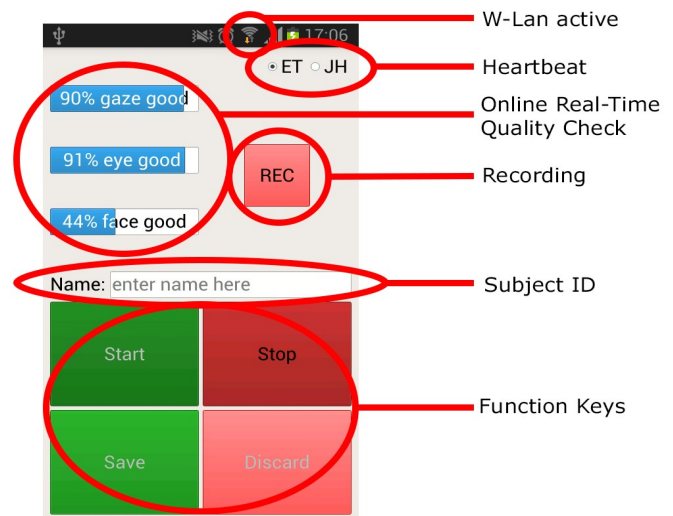 W-Lan active
17:06
ET JH
Heartbeat
90% gaze good
Online Real-Time
Quality Check
91% eye good
REC
Recording
44% face good
Name: enter name here
Subject ID
Start
Stop
Function Keys
Save
Discard